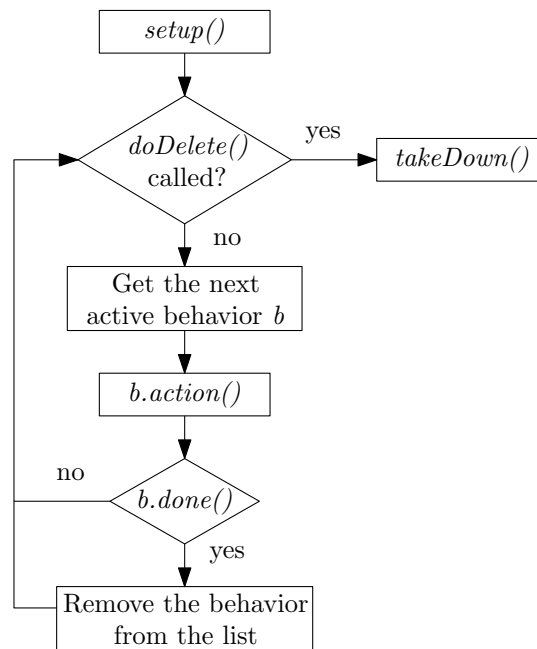 setup()
doDelete()
called?
yes
takeDown()
no
Get the next
active behavior b
b.action()
no
b.done()
yes
Remove the behavior
from the list